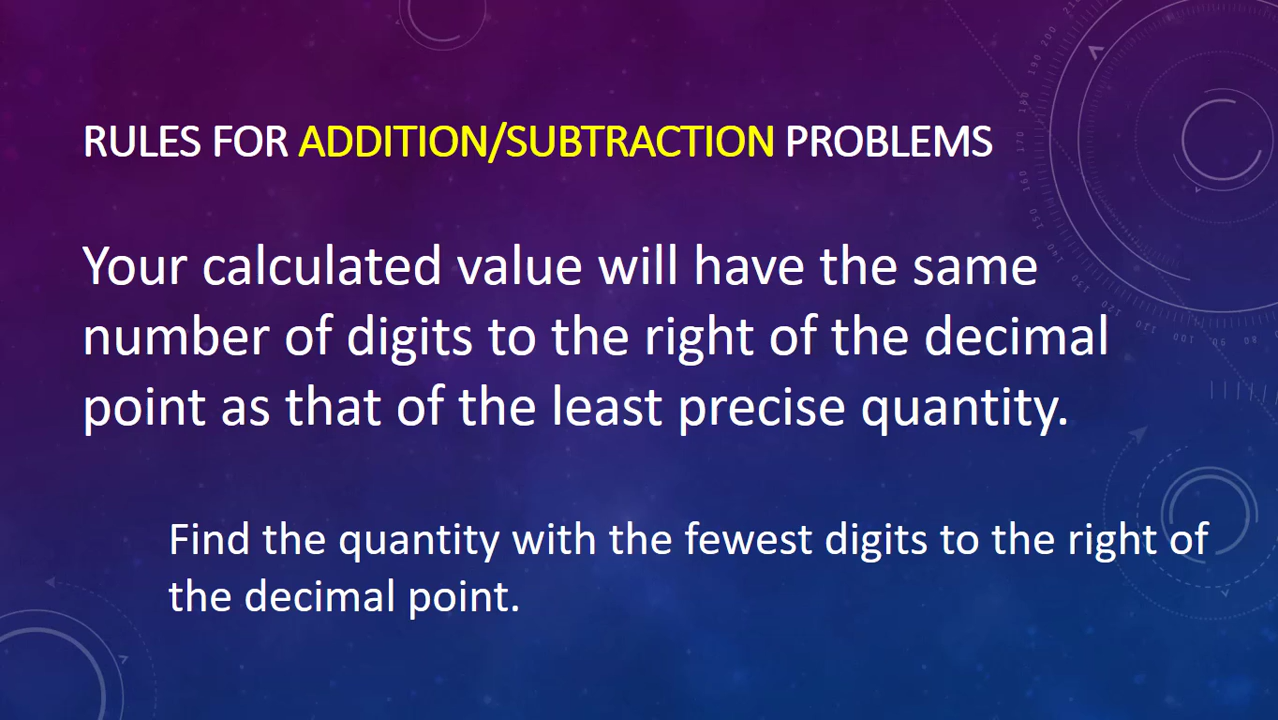 RULES FOR ADDITION/SUBTRACTION PROBLEMS
Your calculated value will have the same
number of digits to the right of the decimal
point as that of the least precise quantity.
Find the quantity with the fewest digits to the right of
the decimal point.